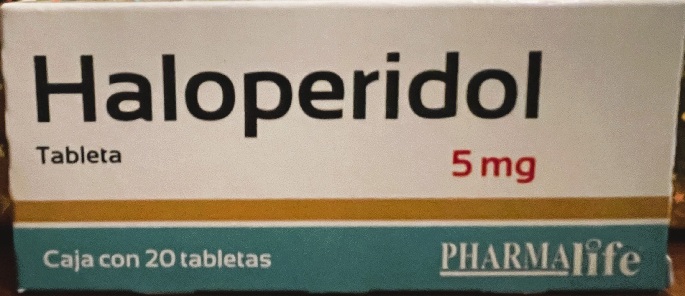 Haloperidol
Tableta
5 mg
Caja con 20 tabletas
PHARMAlife